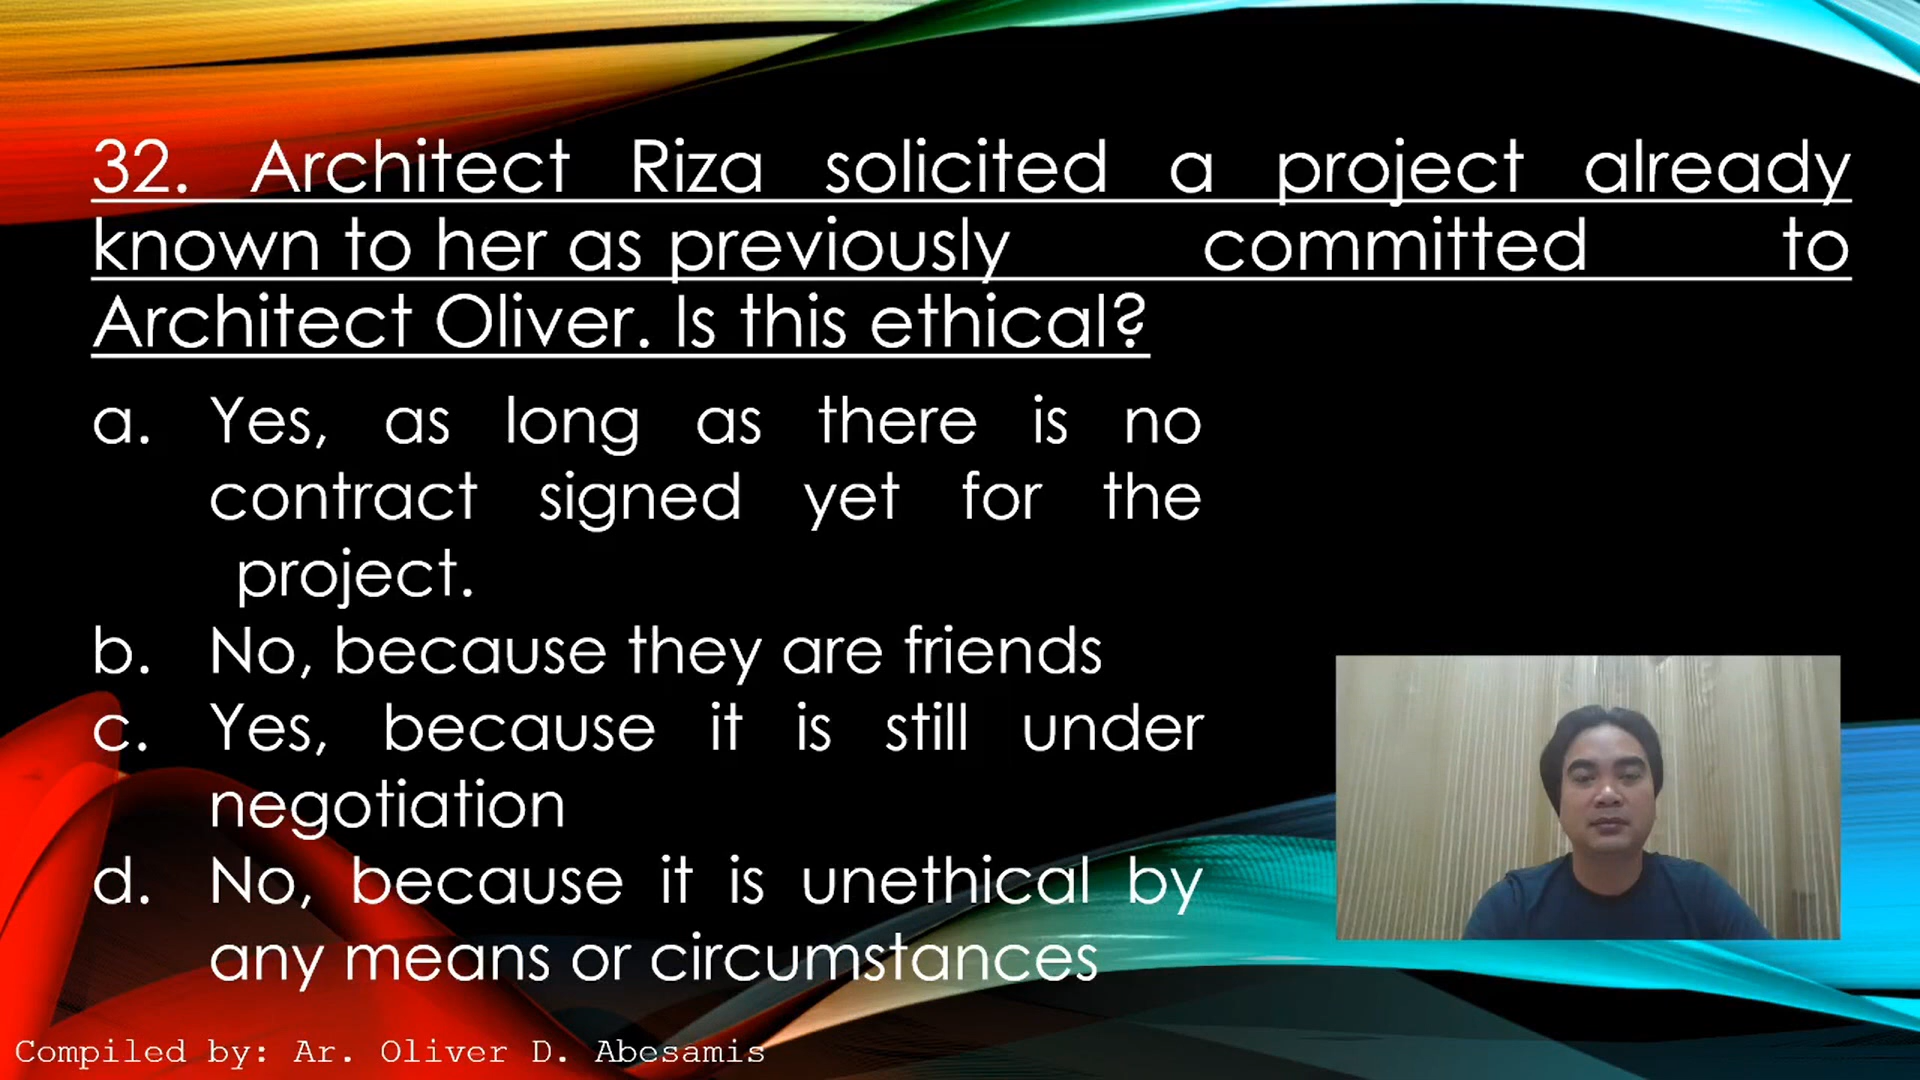 32. Architect Riza solicited a project already
known to her as previously committed to
Architect Oliver. Is this ethical?
a. Yes, as long as there is no
contract signed yet for the
project.
b. No, because they are friends
c. Yes, because it is still under
negotiation
d. No, because it is unethical by
any means or circumstances
Compiled by: Ar. Oliver D. Abesamis